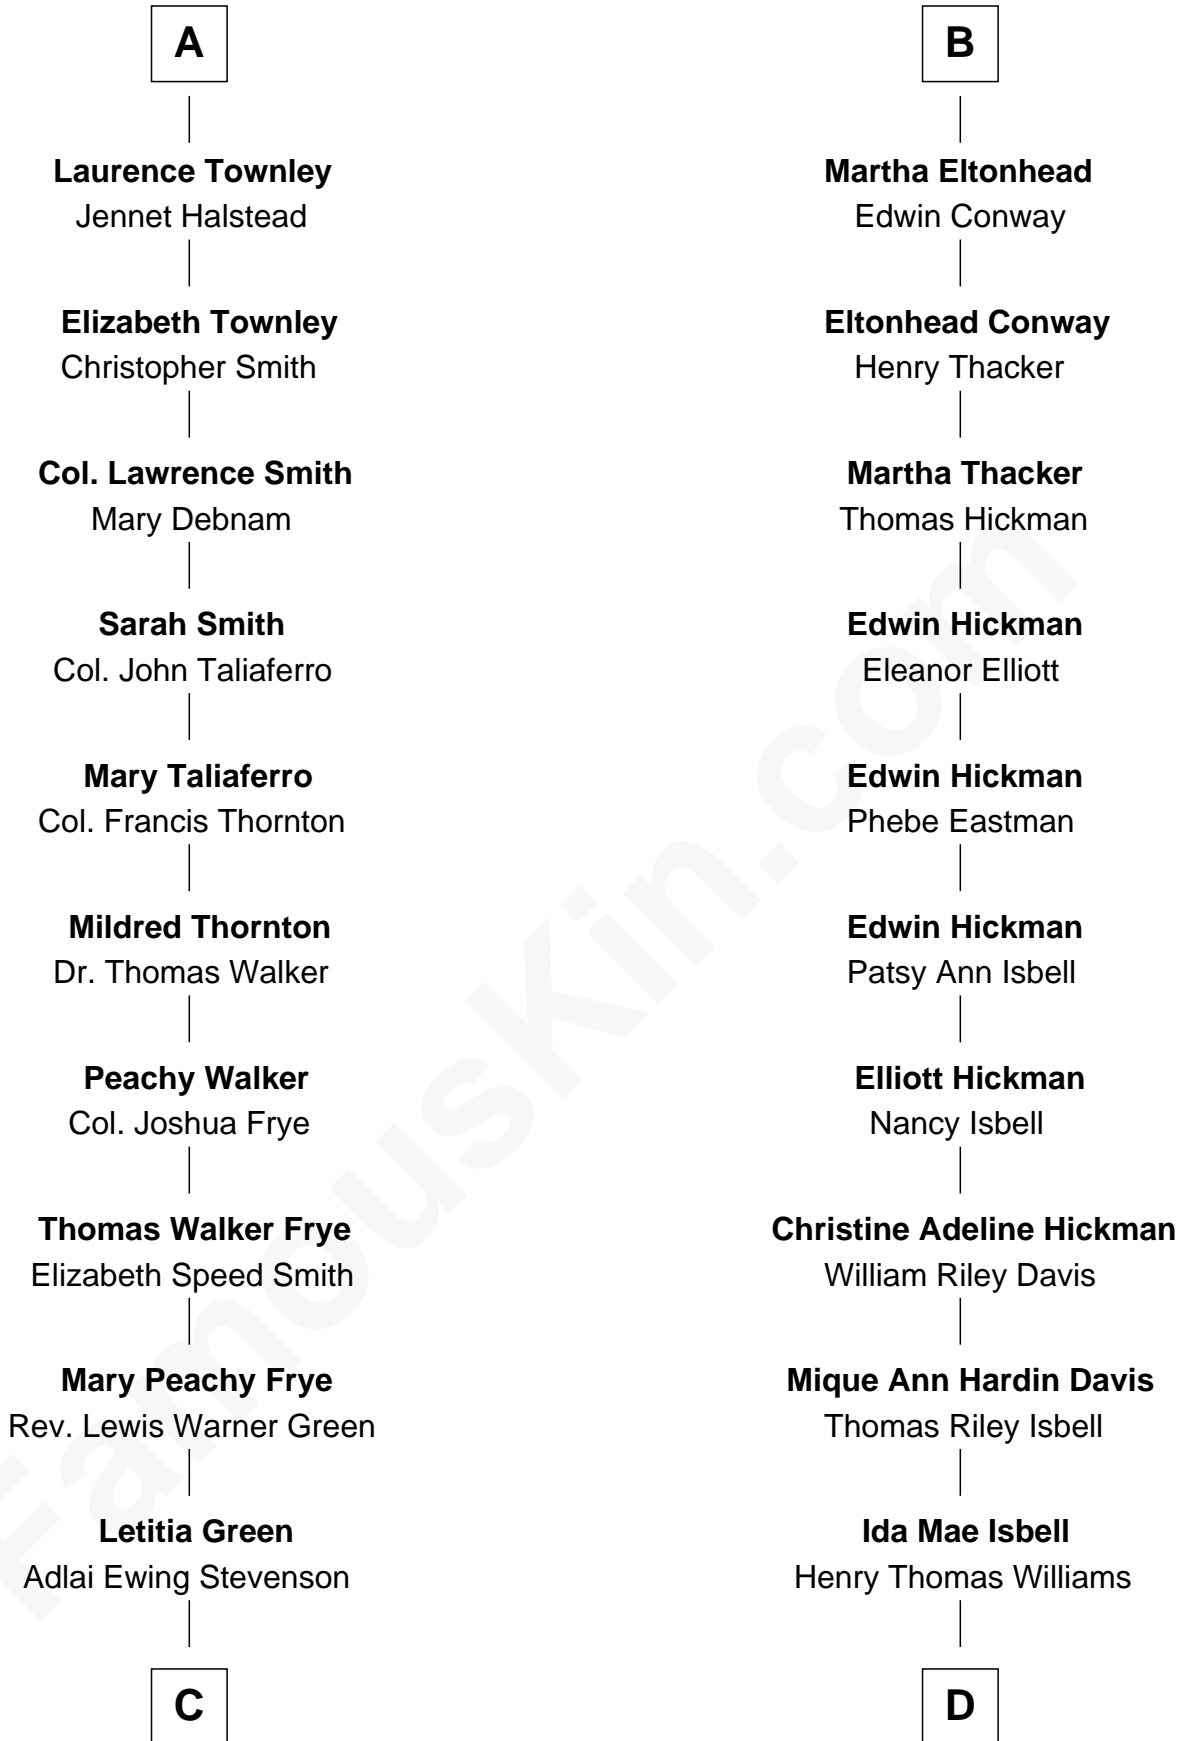 A
Laurence Townley
Jennet Halstead
Elizabeth Townley
Christopher Smith
Col. Lawrence Smith
Mary Debnam
Sarah Smith
Col. John Taliaferro
Mary Taliaferro
Col. Francis Thornton
Mildred Thornton
Dr. Thomas Walker
Peachy Walker
Col. Joshua Frye
Thomas Walker Frye
Elizabeth Speed Smith
Mary Peachy Frye
Rev. Lewis Warner Green
Letitia Green
Adlai Ewing Stevenson
C
B
Martha Eltonhead
Edwin Conway
Eltonhead Conway
Henry Thacker
Martha Thacker
Thomas Hickman
Edwin Hickman
Eleanor Elliott
Edwin Hickman
Phebe Eastman
Edwin Hickman
Patsy Ann Isbell
Elliott Hickman
Nancy Isbell
Christine Adeline Hickman
William Riley Davis
Mique Ann Hardin Davis
Thomas Riley Isbell
Ida Mae Isbell
Henry Thomas Williams
D
FamousKin.com